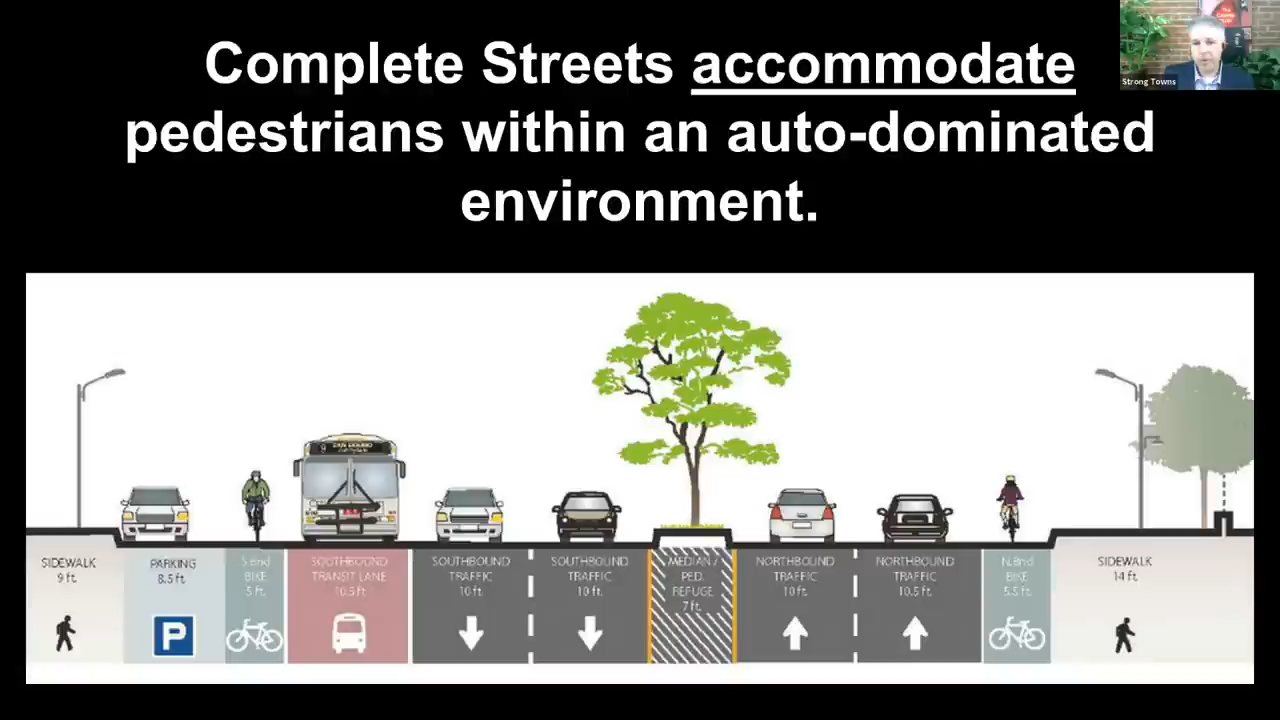 Complete Streets accommodate
pedestrians within an auto-dominated
environment.
Strong Towns
SIDEWALK
9 ft.
PARKING
8.5 ft.
S.Bnd
BIKE
5 ft.
SOUTHBOUND
TRANSIT LANE
10.5 ft.
SOUTHBOUND
TRAFFIC
10 ft.
SOUTHBOUND
TRAFFIC
10 ft.
MEDIAN /
PED.
REFUGE
7 ft.
NORTHBOUND
TRAFFIC
10 ft.
NORTHBOUND
TRAFFIC
10.5 ft.
N.Bnd
BIKE
5.5 ft.
SIDEWALK
14 ft.
P